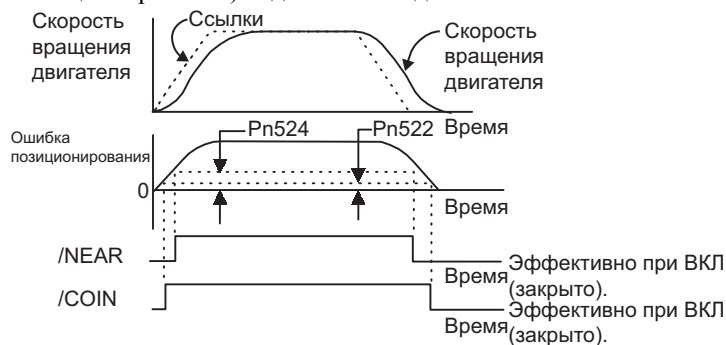 Скорость
вращения
двигателя
Ссылки
Скорость
вращения
двигателя
Время
Ошибка
позиционирования
Pn524
Pn522
0
Время
/NEAR
Время
Эффективно при ВКЛ
(закрыто).
/COIN
Время
Эффективно при ВКЛ
(закрыто).